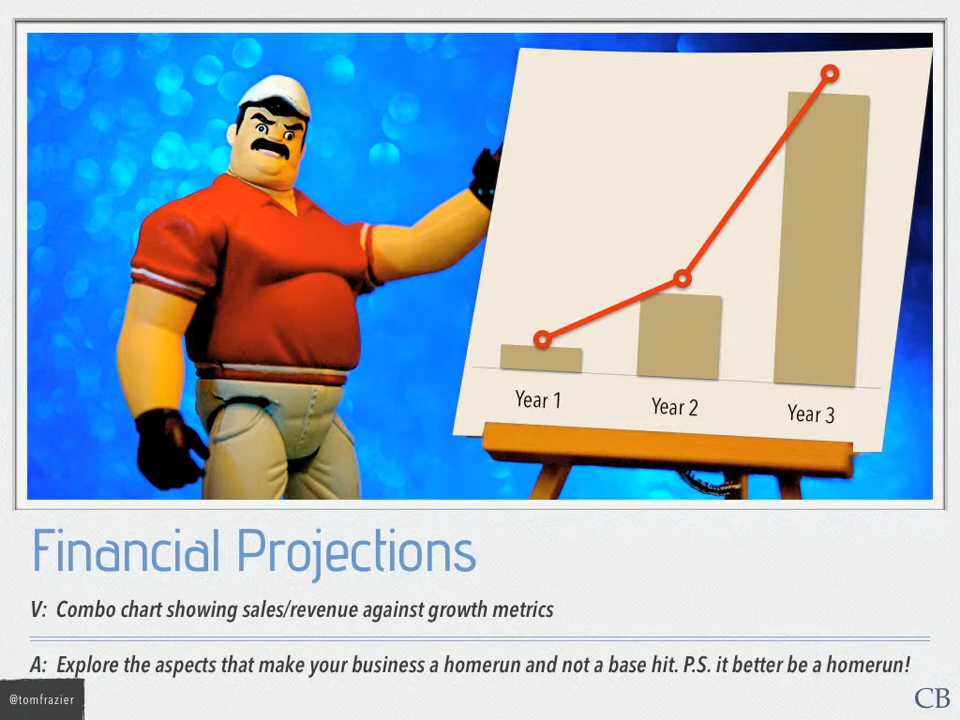 Year 1
Year 2
Year 3
Financial Projections
V: Combo chart showing sales/revenue against growth metrics
A: Explore the aspects that make your business a homerun and not a base hit. P.S. it better be a homerun!
@tomfrazier
CB